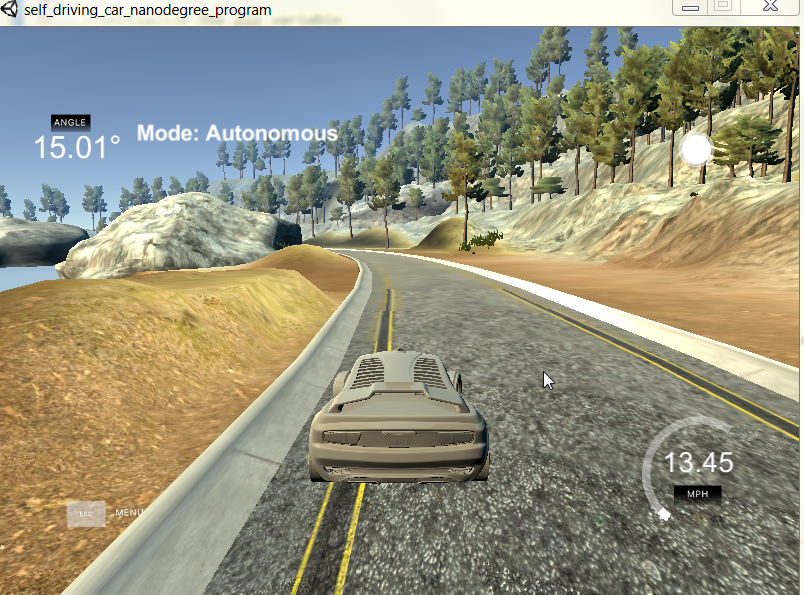 self_driving_car_nanodegree_program
ANGLE
15.01°
Mode: Autonomous
13.45
MPH
ESC
MENU